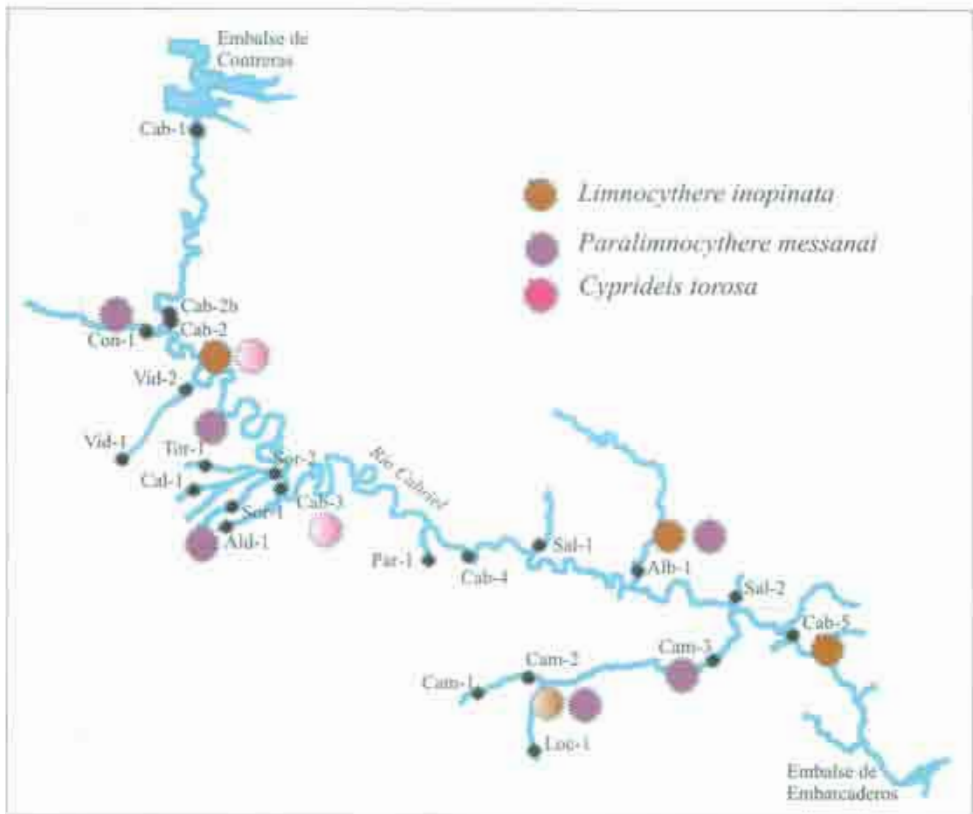 Embalse de
Contreras
Cab-1
Limnocythere inopinata
Paralimnocythere messanai
Cyprideis torosa
Cab-2b
Cab-2
Con-1
Vid-2
Vid-1
Tor-1
Sor-2
Cal-1
Cab-3
Río Cabriel
Sor-1
Ald-1
Par-1
Cab-4
Sal-1
Alb-1
Sal-2
Cab-5
Cam-3
Cam-2
Cam-1
Loc-1
Embalse de
Embarcaderos